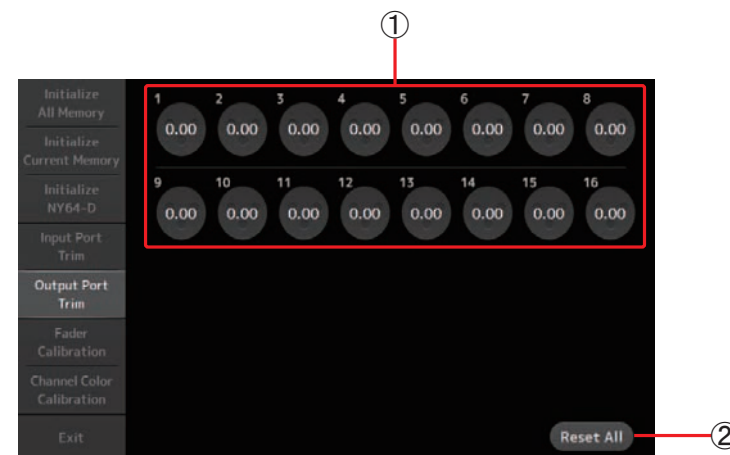 ①
Initialize
All Memory
Initialize
Current Memory
Initialize
NY64-D
Input Port
Trim
Output Port
Trim
Fader
Calibration
Channel Color
Calibration
Exit
1 2 3 4 5 6 7 8
0.00 0.00 0.00 0.00 0.00 0.00 0.00 0.00
9 10 11 12 13 14 15 16
0.00 0.00 0.00 0.00 0.00 0.00 0.00 0.00
Reset All
②